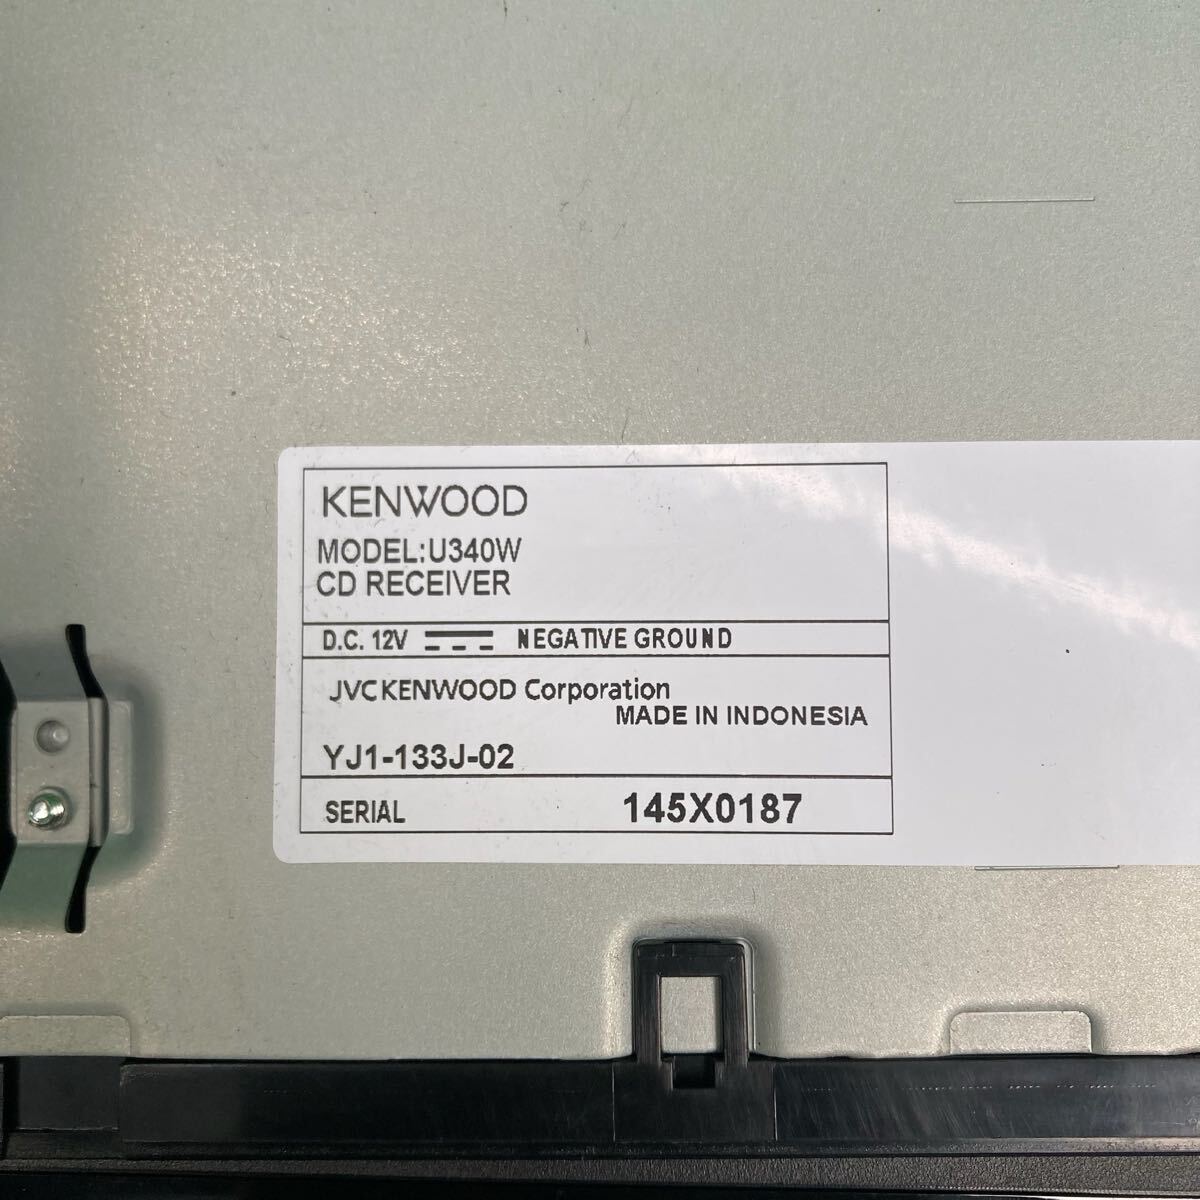 KENWOOD
MODEL:U340W
CD RECEIVER
D.C. 12V NEGATIVE GROUND
JVCKENWOOD Corporation
MADE IN INDONESIA
YJ1-133J-02
SERIAL 145X0187